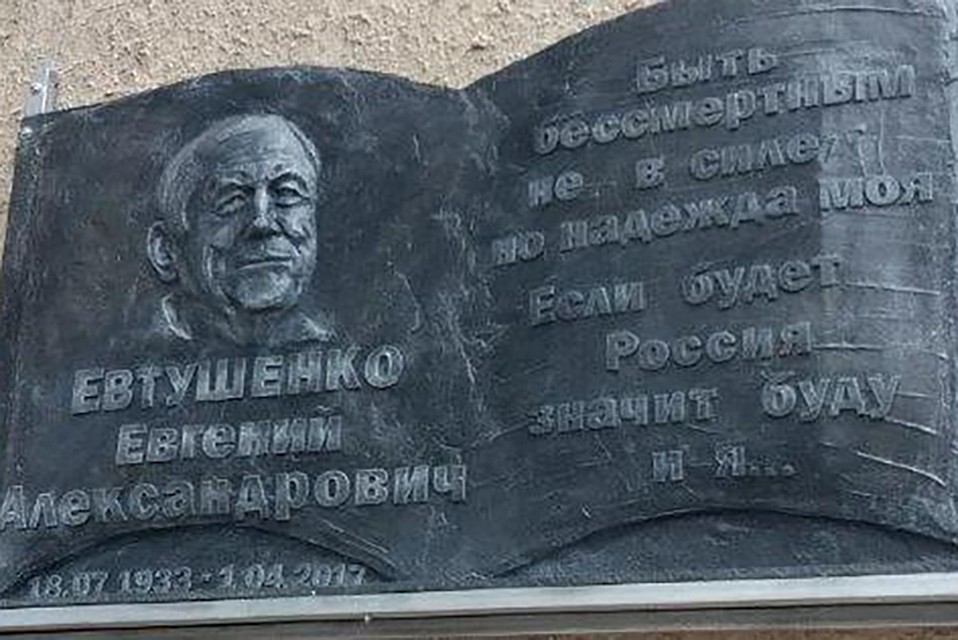 ЕВТУШЕНКО
Евгений
Александрович
18.07 1933 - 1.04 2017
Быть
бессмертным
не в силе
но надежда моя
Если будет
Россия
значит буду
и я...